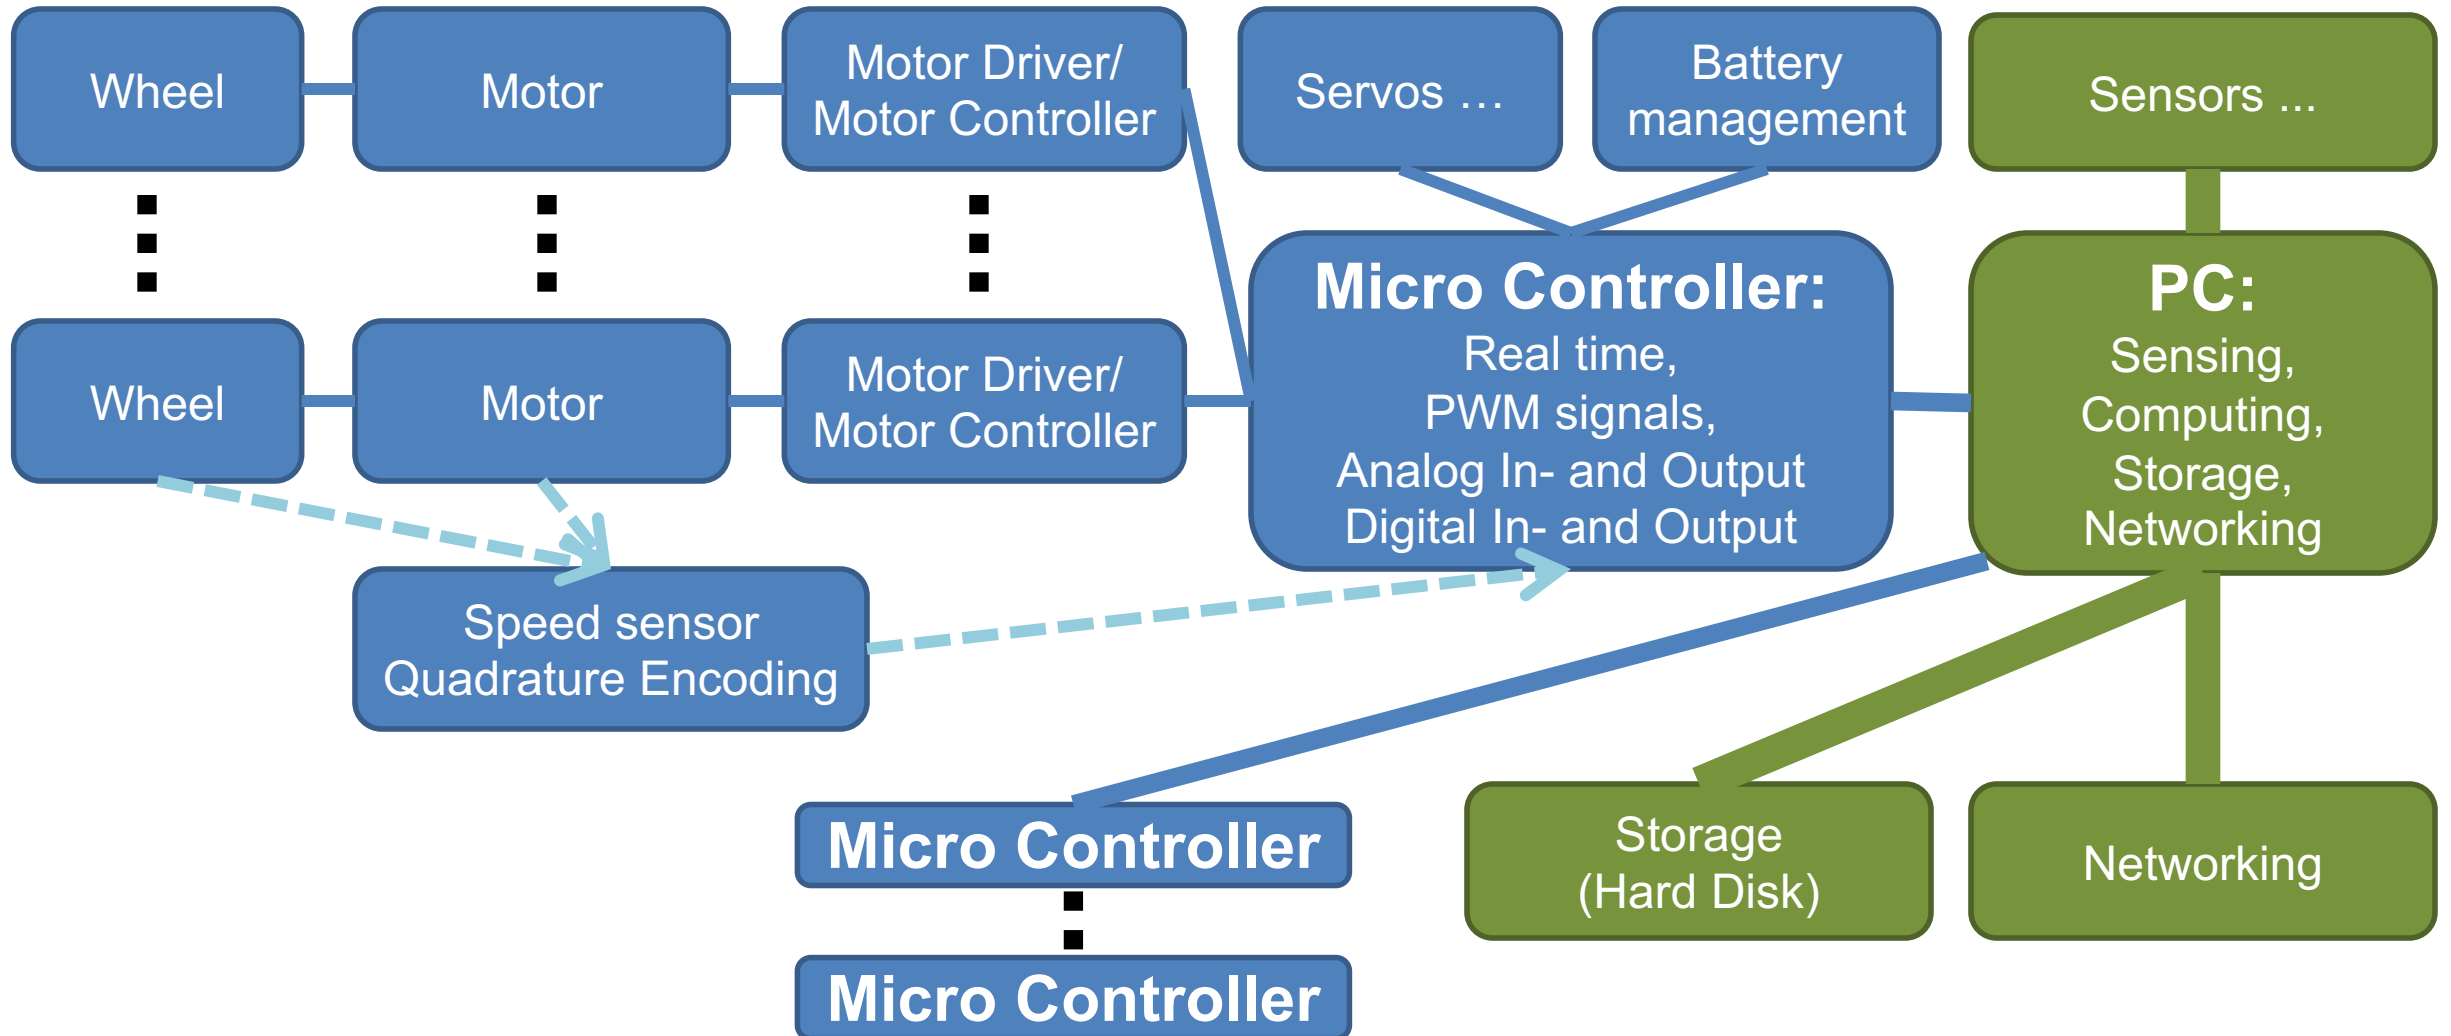 Wheel
Motor
Motor Driver/
Motor Controller
Servos …
Battery
management
Sensors ...
Wheel
Motor
Motor Driver/
Motor Controller
Micro Controller:
Real time,
PWM signals,
Analog In- and Output
Digital In- and Output
PC:
Sensing,
Computing,
Storage,
Networking
Speed sensor
Quadrature Encoding
Micro Controller
Micro Controller
Storage
(Hard Disk)
Networking